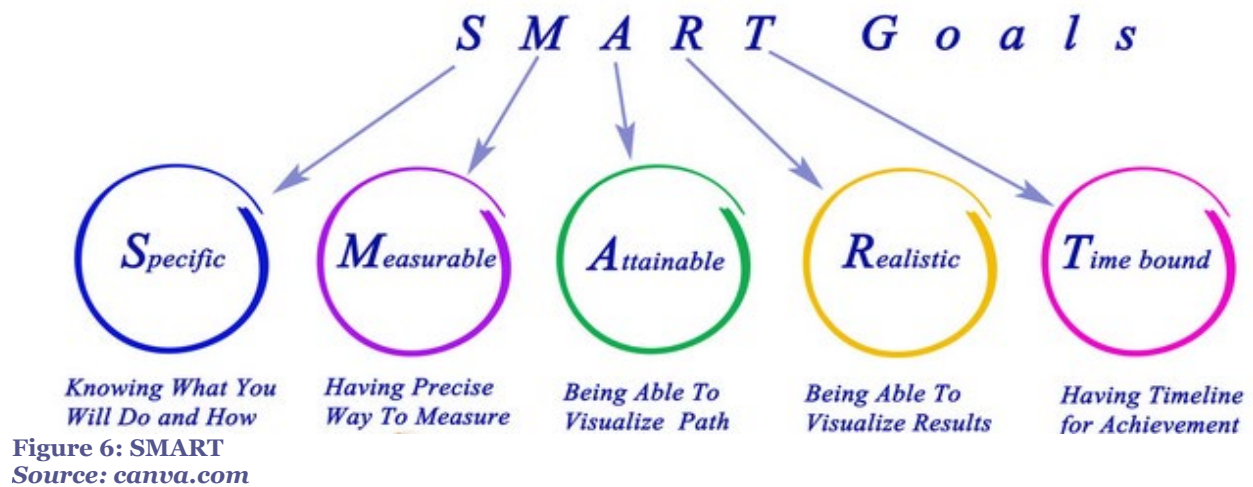 SMART Goals
Specific
Measurable
Attainable
Realistic
Time bound
Knowing What You
Will Do and How
Having Precise
Way To Measure
Being Able To
Visualize Path
Being Able To
Visualize Results
Having Timeline
for Achievement
Figure 6: SMART
Source: canva.com